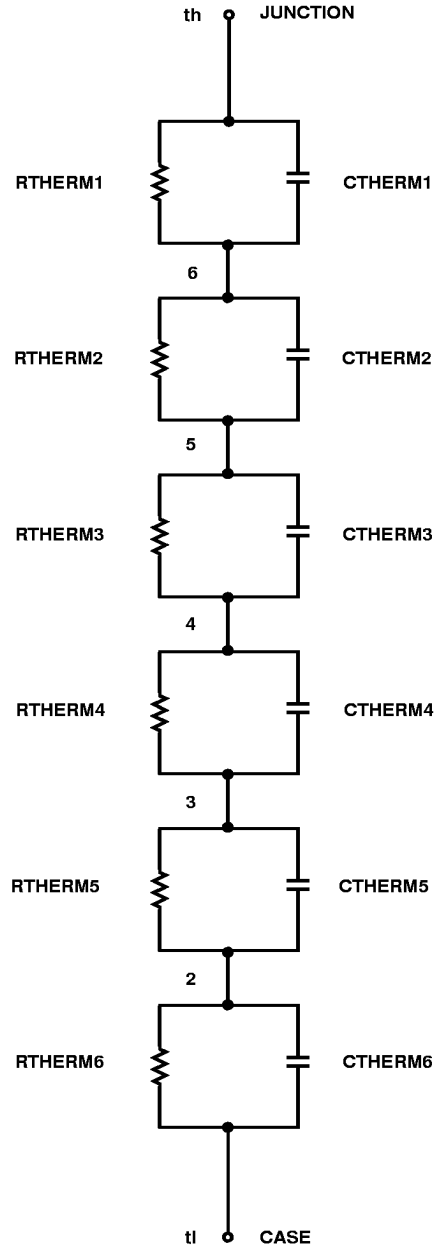 th JUNCTION
RTHERM1 CTHERM1
6
RTHERM2 CTHERM2
5
RTHERM3 CTHERM3
4
RTHERM4 CTHERM4
3
RTHERM5 CTHERM5
2
RTHERM6 CTHERM6
tl CASE